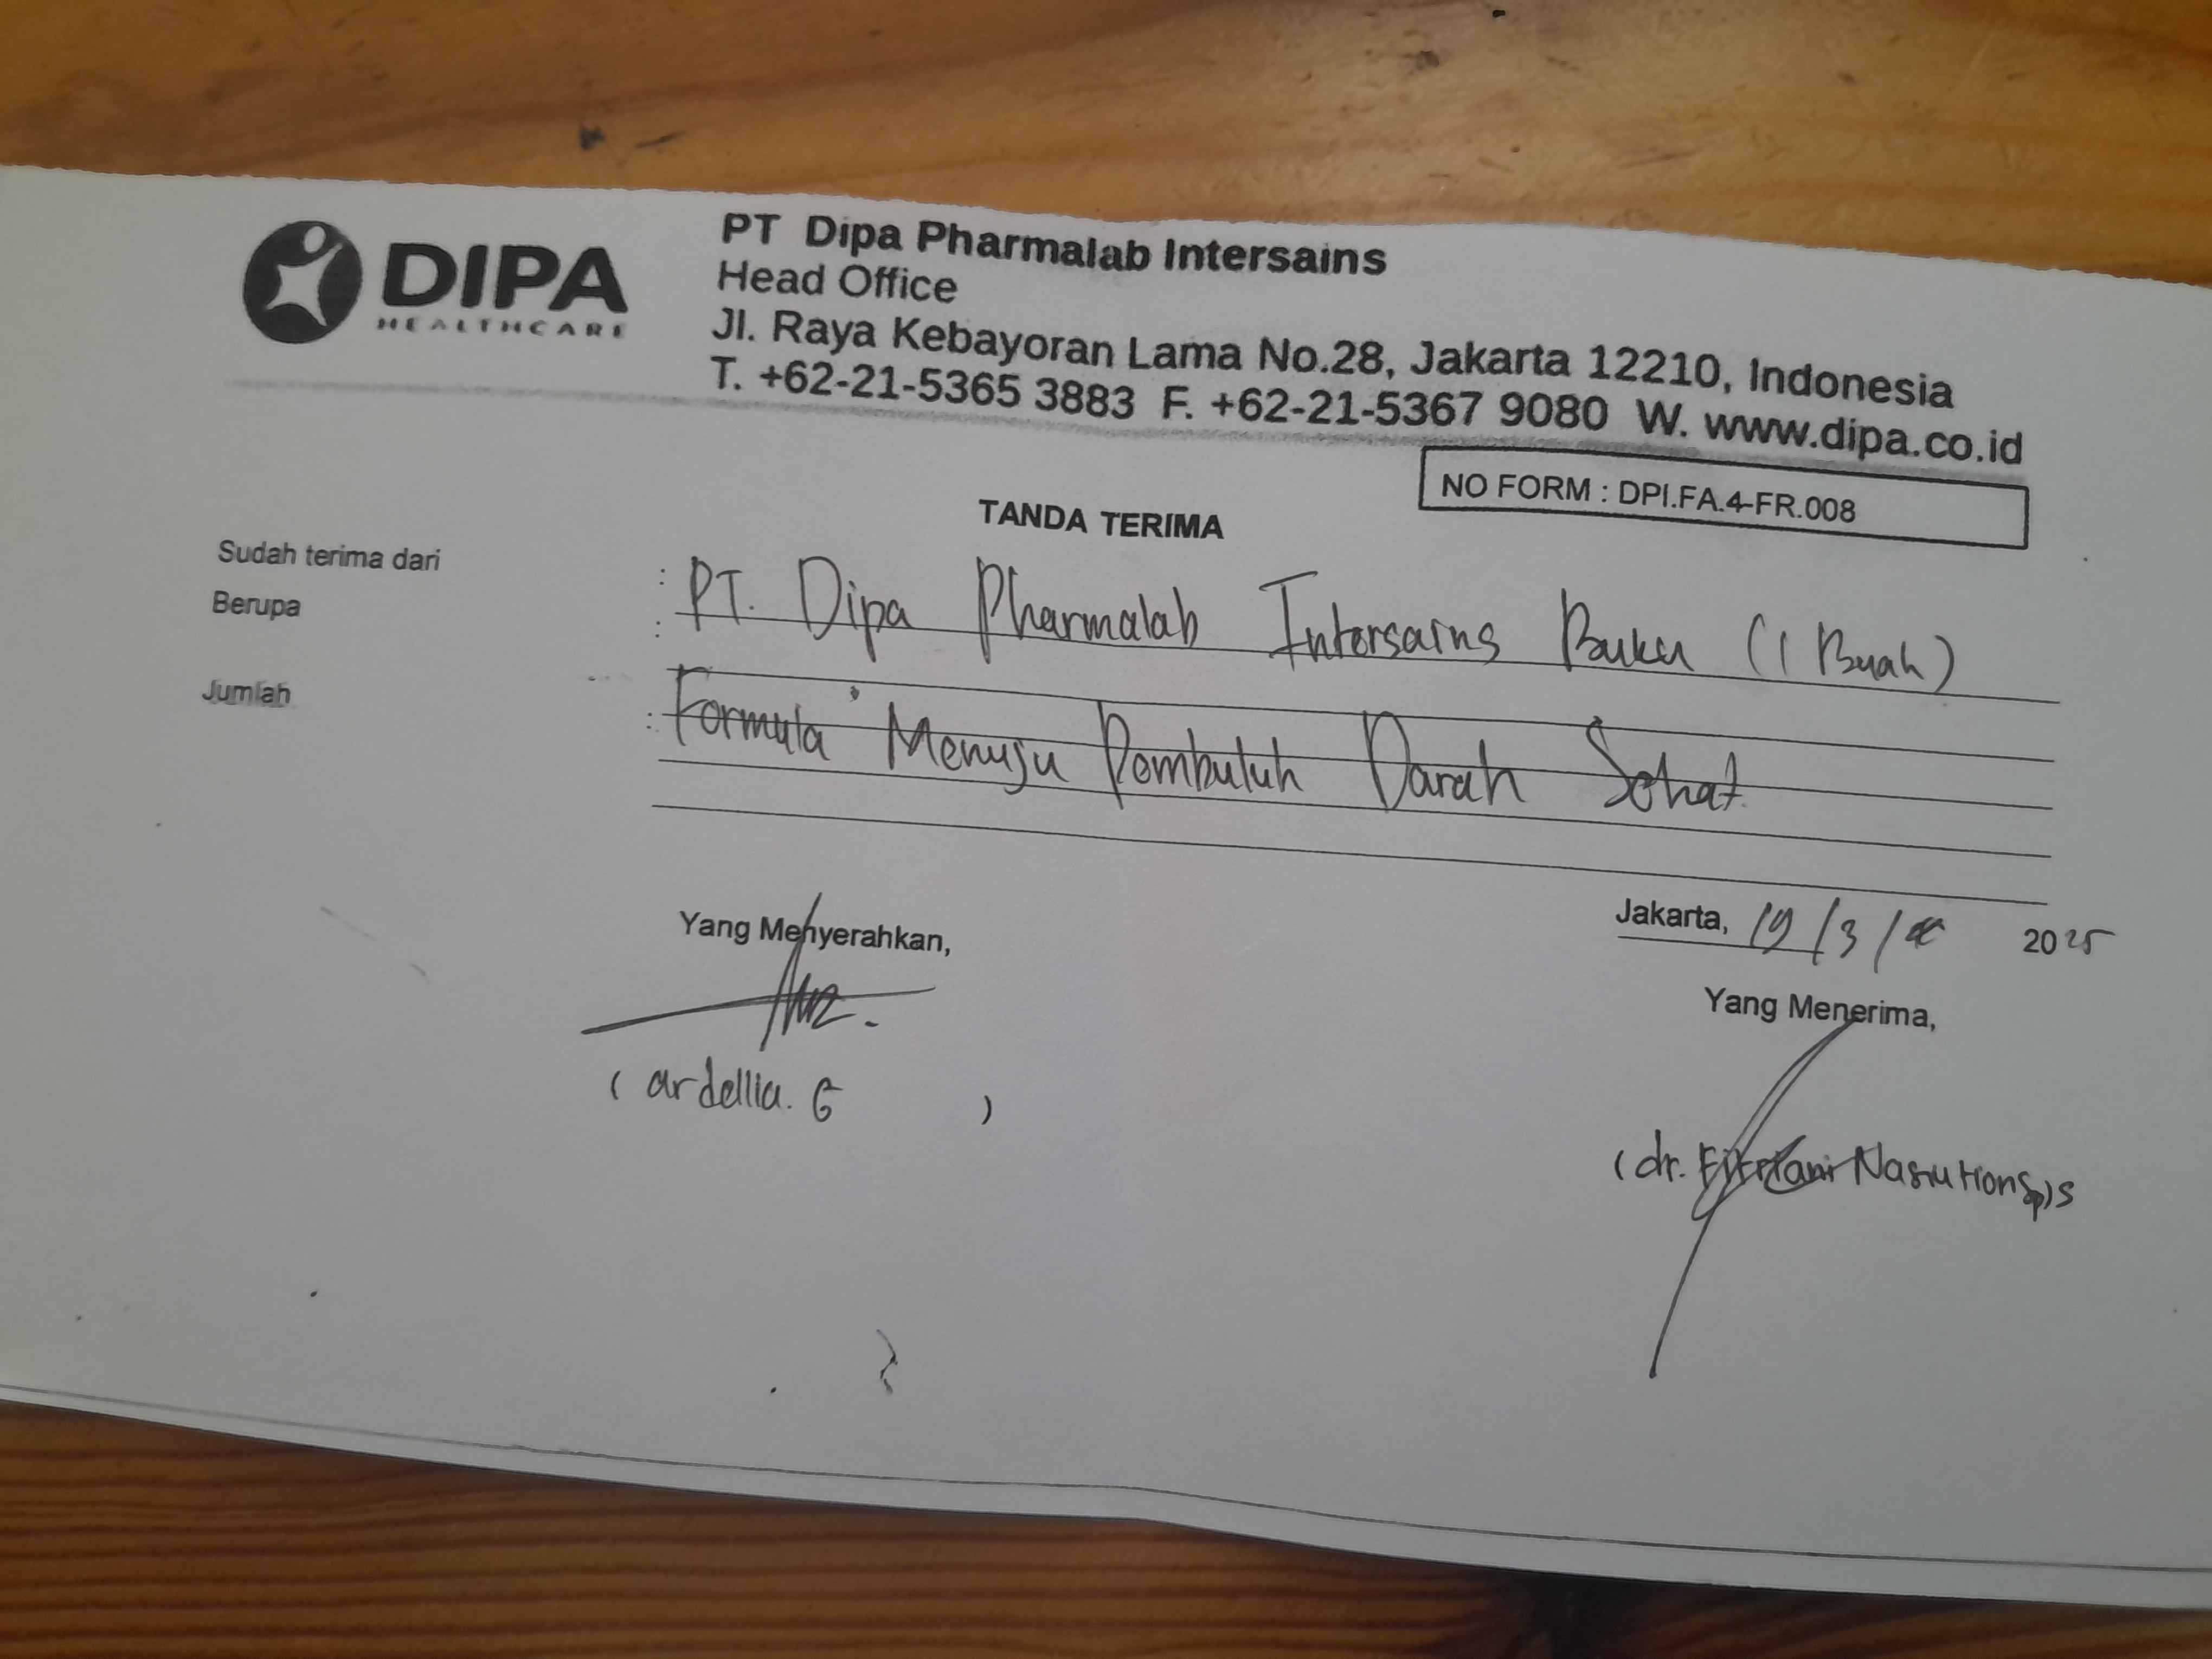 DIPA
HEALTHCARE
PT Dipa Pharmalab Intersains
Head Office
Jl. Raya Kebayoran Lama No.28, Jakarta 12210, Indonesia
T. +62-21-5365 3883 F. +62-21-5367 9080 W. www.dipa.co.id
NO FORM : DPI.FA.4-FR.008
TANDA TERIMA
Sudah terima dari : PT. Dipa Pharmalab Intersains Buku (1 Buah)
Berupa :
Jumlah : Formula Menuju Pembuluh Darah Sehat
Jakarta, 19/3/ 2025
Yang Menyerahkan,
Yang Menerima,
(ardellia. G)
(dr. Fitriani Nasution Sp)S